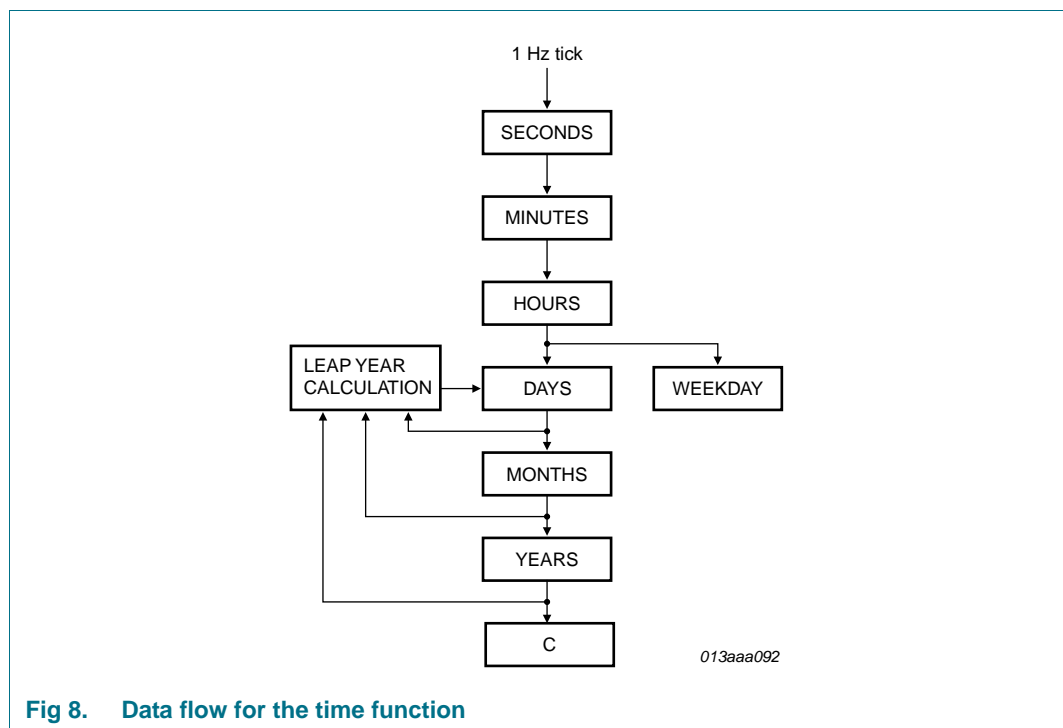 1 Hz tick
SECONDS
MINUTES
HOURS
LEAP YEAR
CALCULATION
DAYS
WEEKDAY
MONTHS
YEARS
C
013aaa092
Fig 8. Data flow for the time function